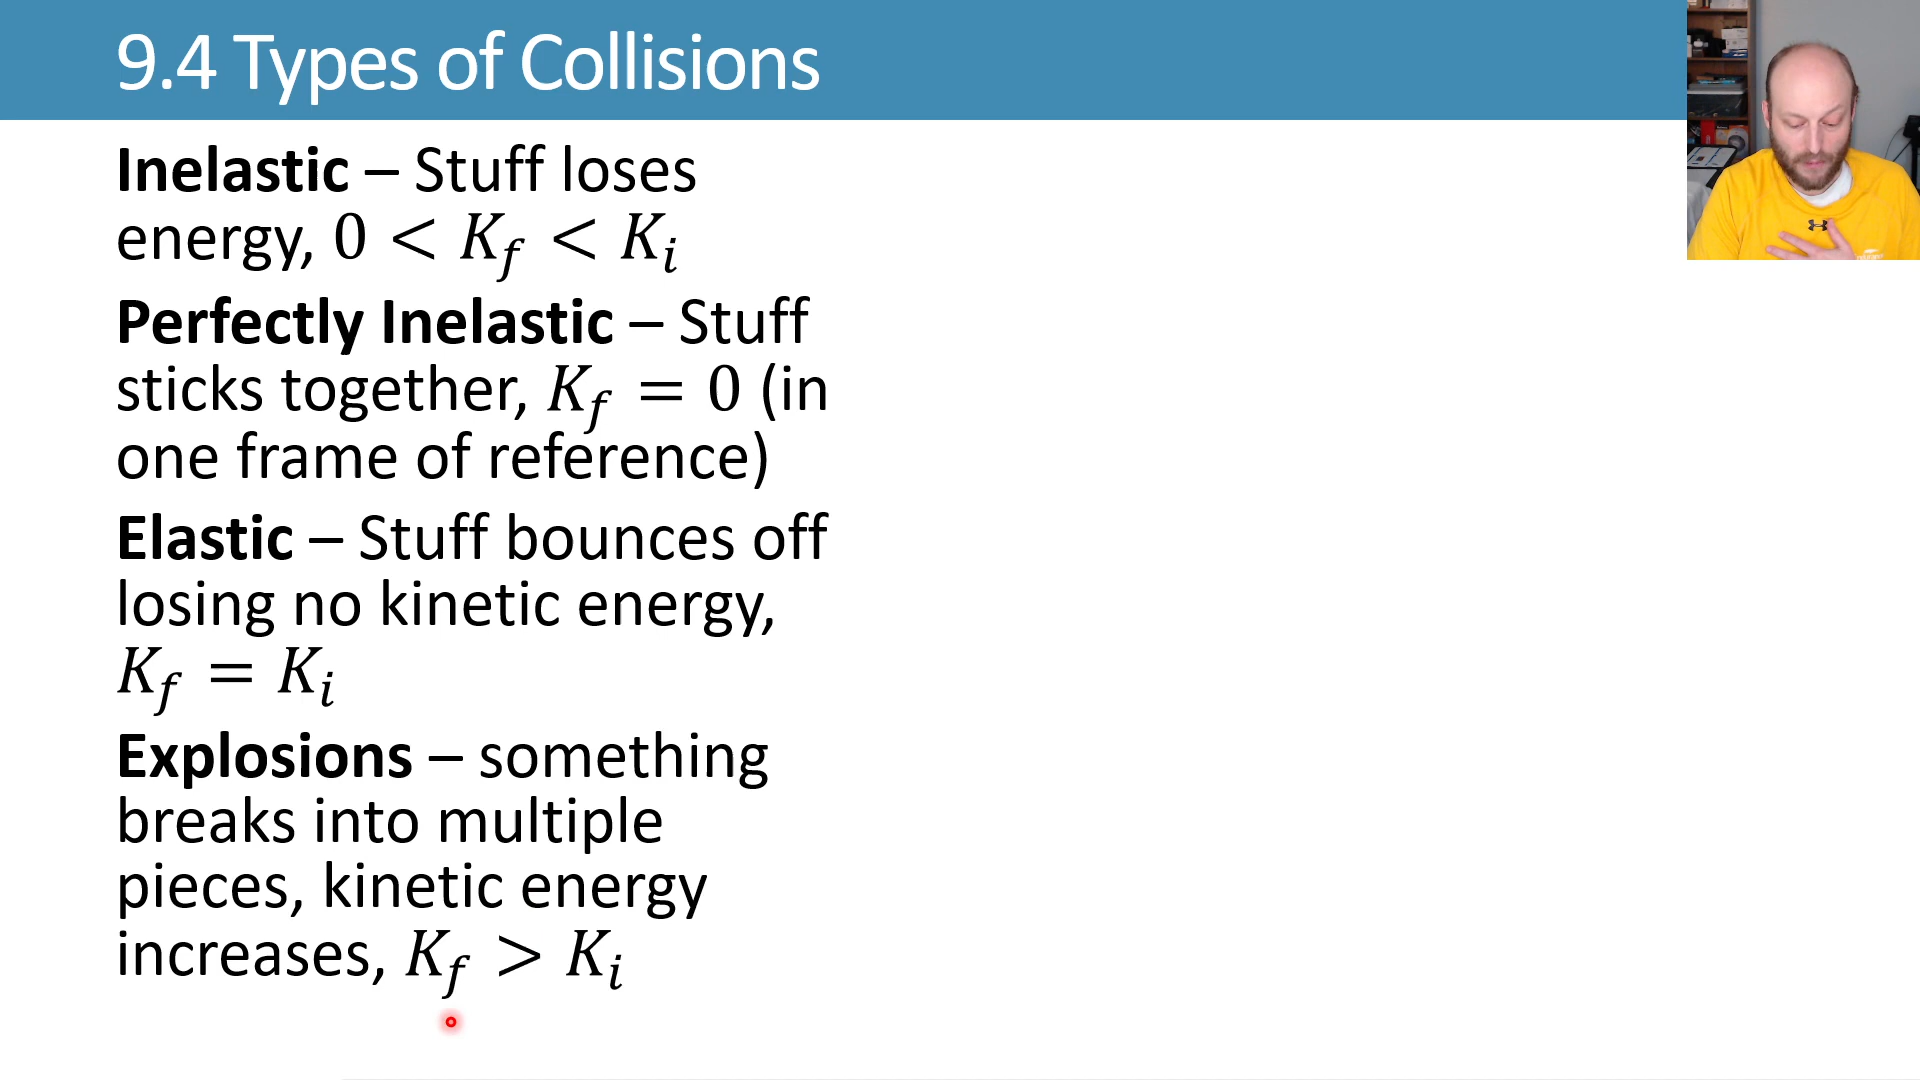 9.4 Types of Collisions
Inelastic – Stuff loses
energy, 0 < K_f < K_i
Perfectly Inelastic – Stuff
sticks together, K_f = 0 (in
one frame of reference)
Elastic – Stuff bounces off
losing no kinetic energy,
K_f = K_i
Explosions – something
breaks into multiple
pieces, kinetic energy
increases, K_f > K_i